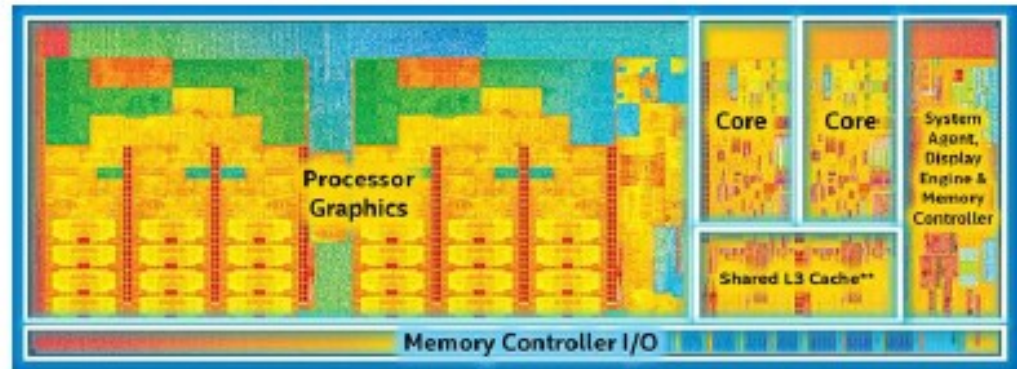 Processor
Graphics
Core
Core
System
Agent,
Display
Engine &
Memory
Controller
Shared L3 Cache**
Memory Controller I/O